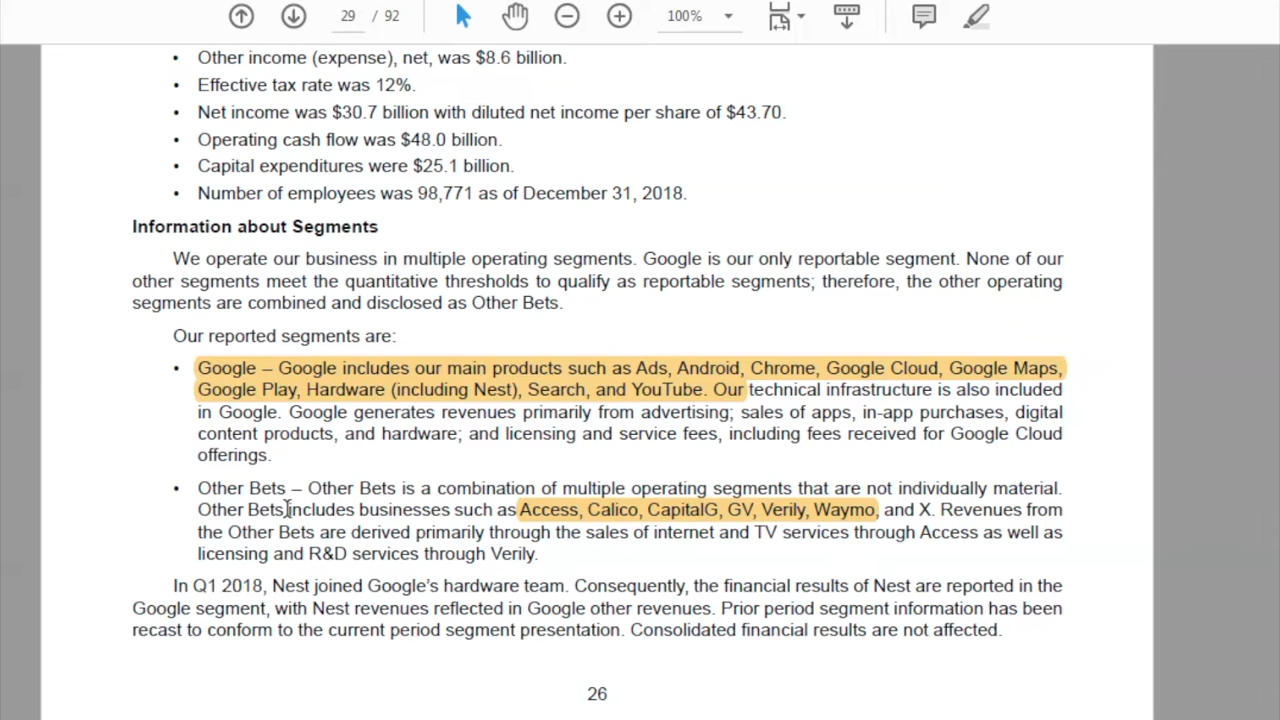 29 / 92 100%
• Other income (expense), net, was $8.6 billion.
• Effective tax rate was 12%.
• Net income was $30.7 billion with diluted net income per share of $43.70.
• Operating cash flow was $48.0 billion.
• Capital expenditures were $25.1 billion.
• Number of employees was 98,771 as of December 31, 2018.
Information about Segments
We operate our business in multiple operating segments. Google is our only reportable segment. None of our
other segments meet the quantitative thresholds to qualify as reportable segments; therefore, the other operating
segments are combined and disclosed as Other Bets.
Our reported segments are:
• Google – Google includes our main products such as Ads, Android, Chrome, Google Cloud, Google Maps,
Google Play, Hardware (including Nest), Search, and YouTube. Our technical infrastructure is also included
in Google. Google generates revenues primarily from advertising; sales of apps, in-app purchases, digital
content products, and hardware; and licensing and service fees, including fees received for Google Cloud
offerings.
• Other Bets – Other Bets is a combination of multiple operating segments that are not individually material.
Other Bets includes businesses such as Access, Calico, CapitalG, GV, Verily, Waymo, and X. Revenues from
the Other Bets are derived primarily through the sales of internet and TV services through Access as well as
licensing and R&D services through Verily.
In Q1 2018, Nest joined Google's hardware team. Consequently, the financial results of Nest are reported in the
Google segment, with Nest revenues reflected in Google other revenues. Prior period segment information has been
recast to conform to the current period segment presentation. Consolidated financial results are not affected.
26